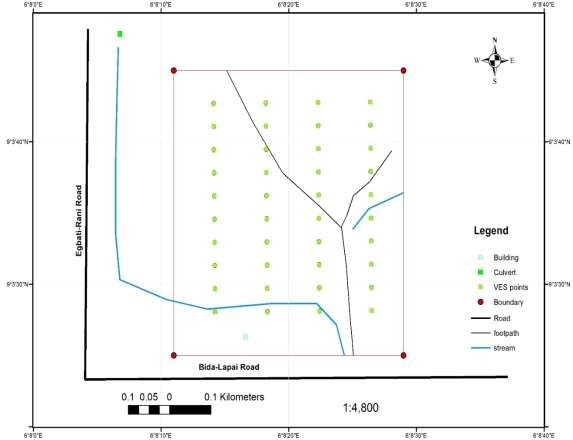 6°8'0"E 6°8'10"E 6°8'20"E 6°8'30"E 6°8'40"E
N
W E
S
9°3'40"N 9°3'40"N
Egbati-Rani Road
Legend
Building
Culvert
VES points
Boundary
Road
footpath
stream
9°3'30"N 9°3'30"N
Bida-Lapai Road
0.1 0.05 0 0.1 Kilometers
1:4,800
6°8'0"E 6°8'10"E 6°8'20"E 6°8'30"E 6°8'40"E